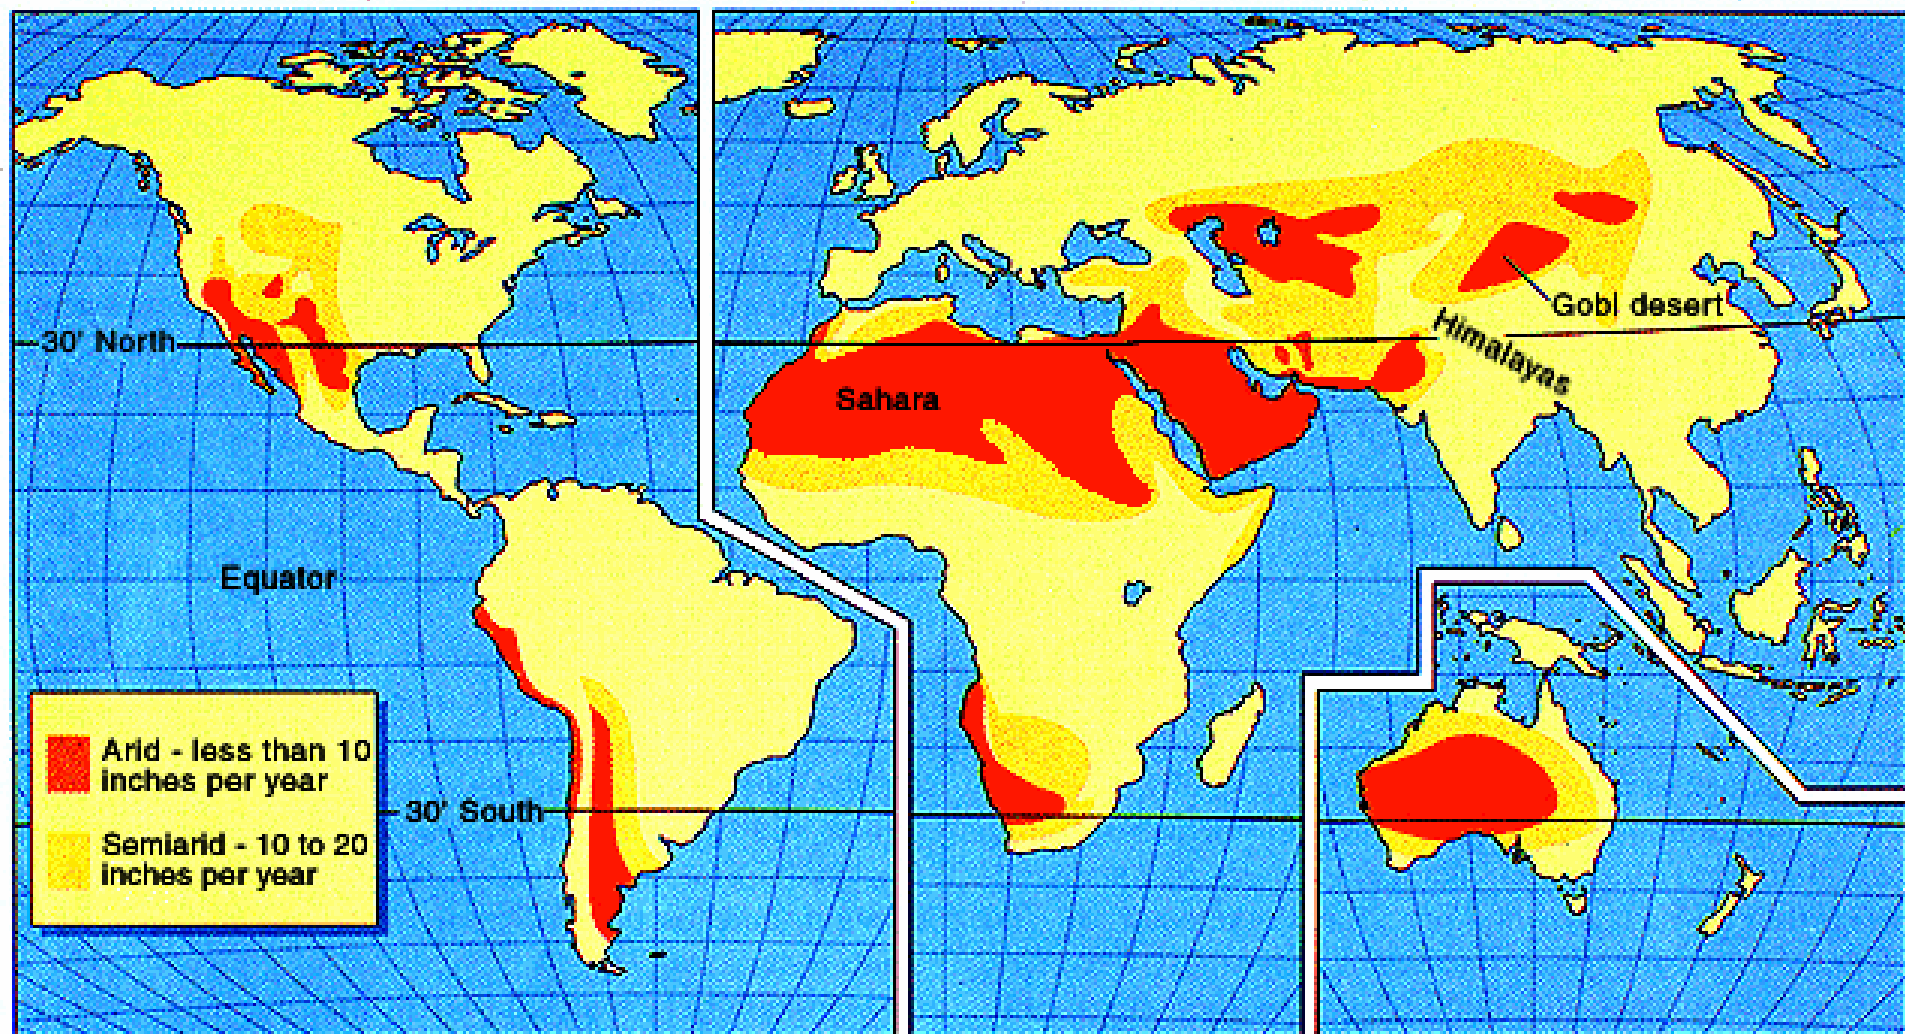 30' North
Gobi desert
Himalayas
Sahara
Equator
Arid - less than 10
inches per year
30' South
Semiarid - 10 to 20
inches per year